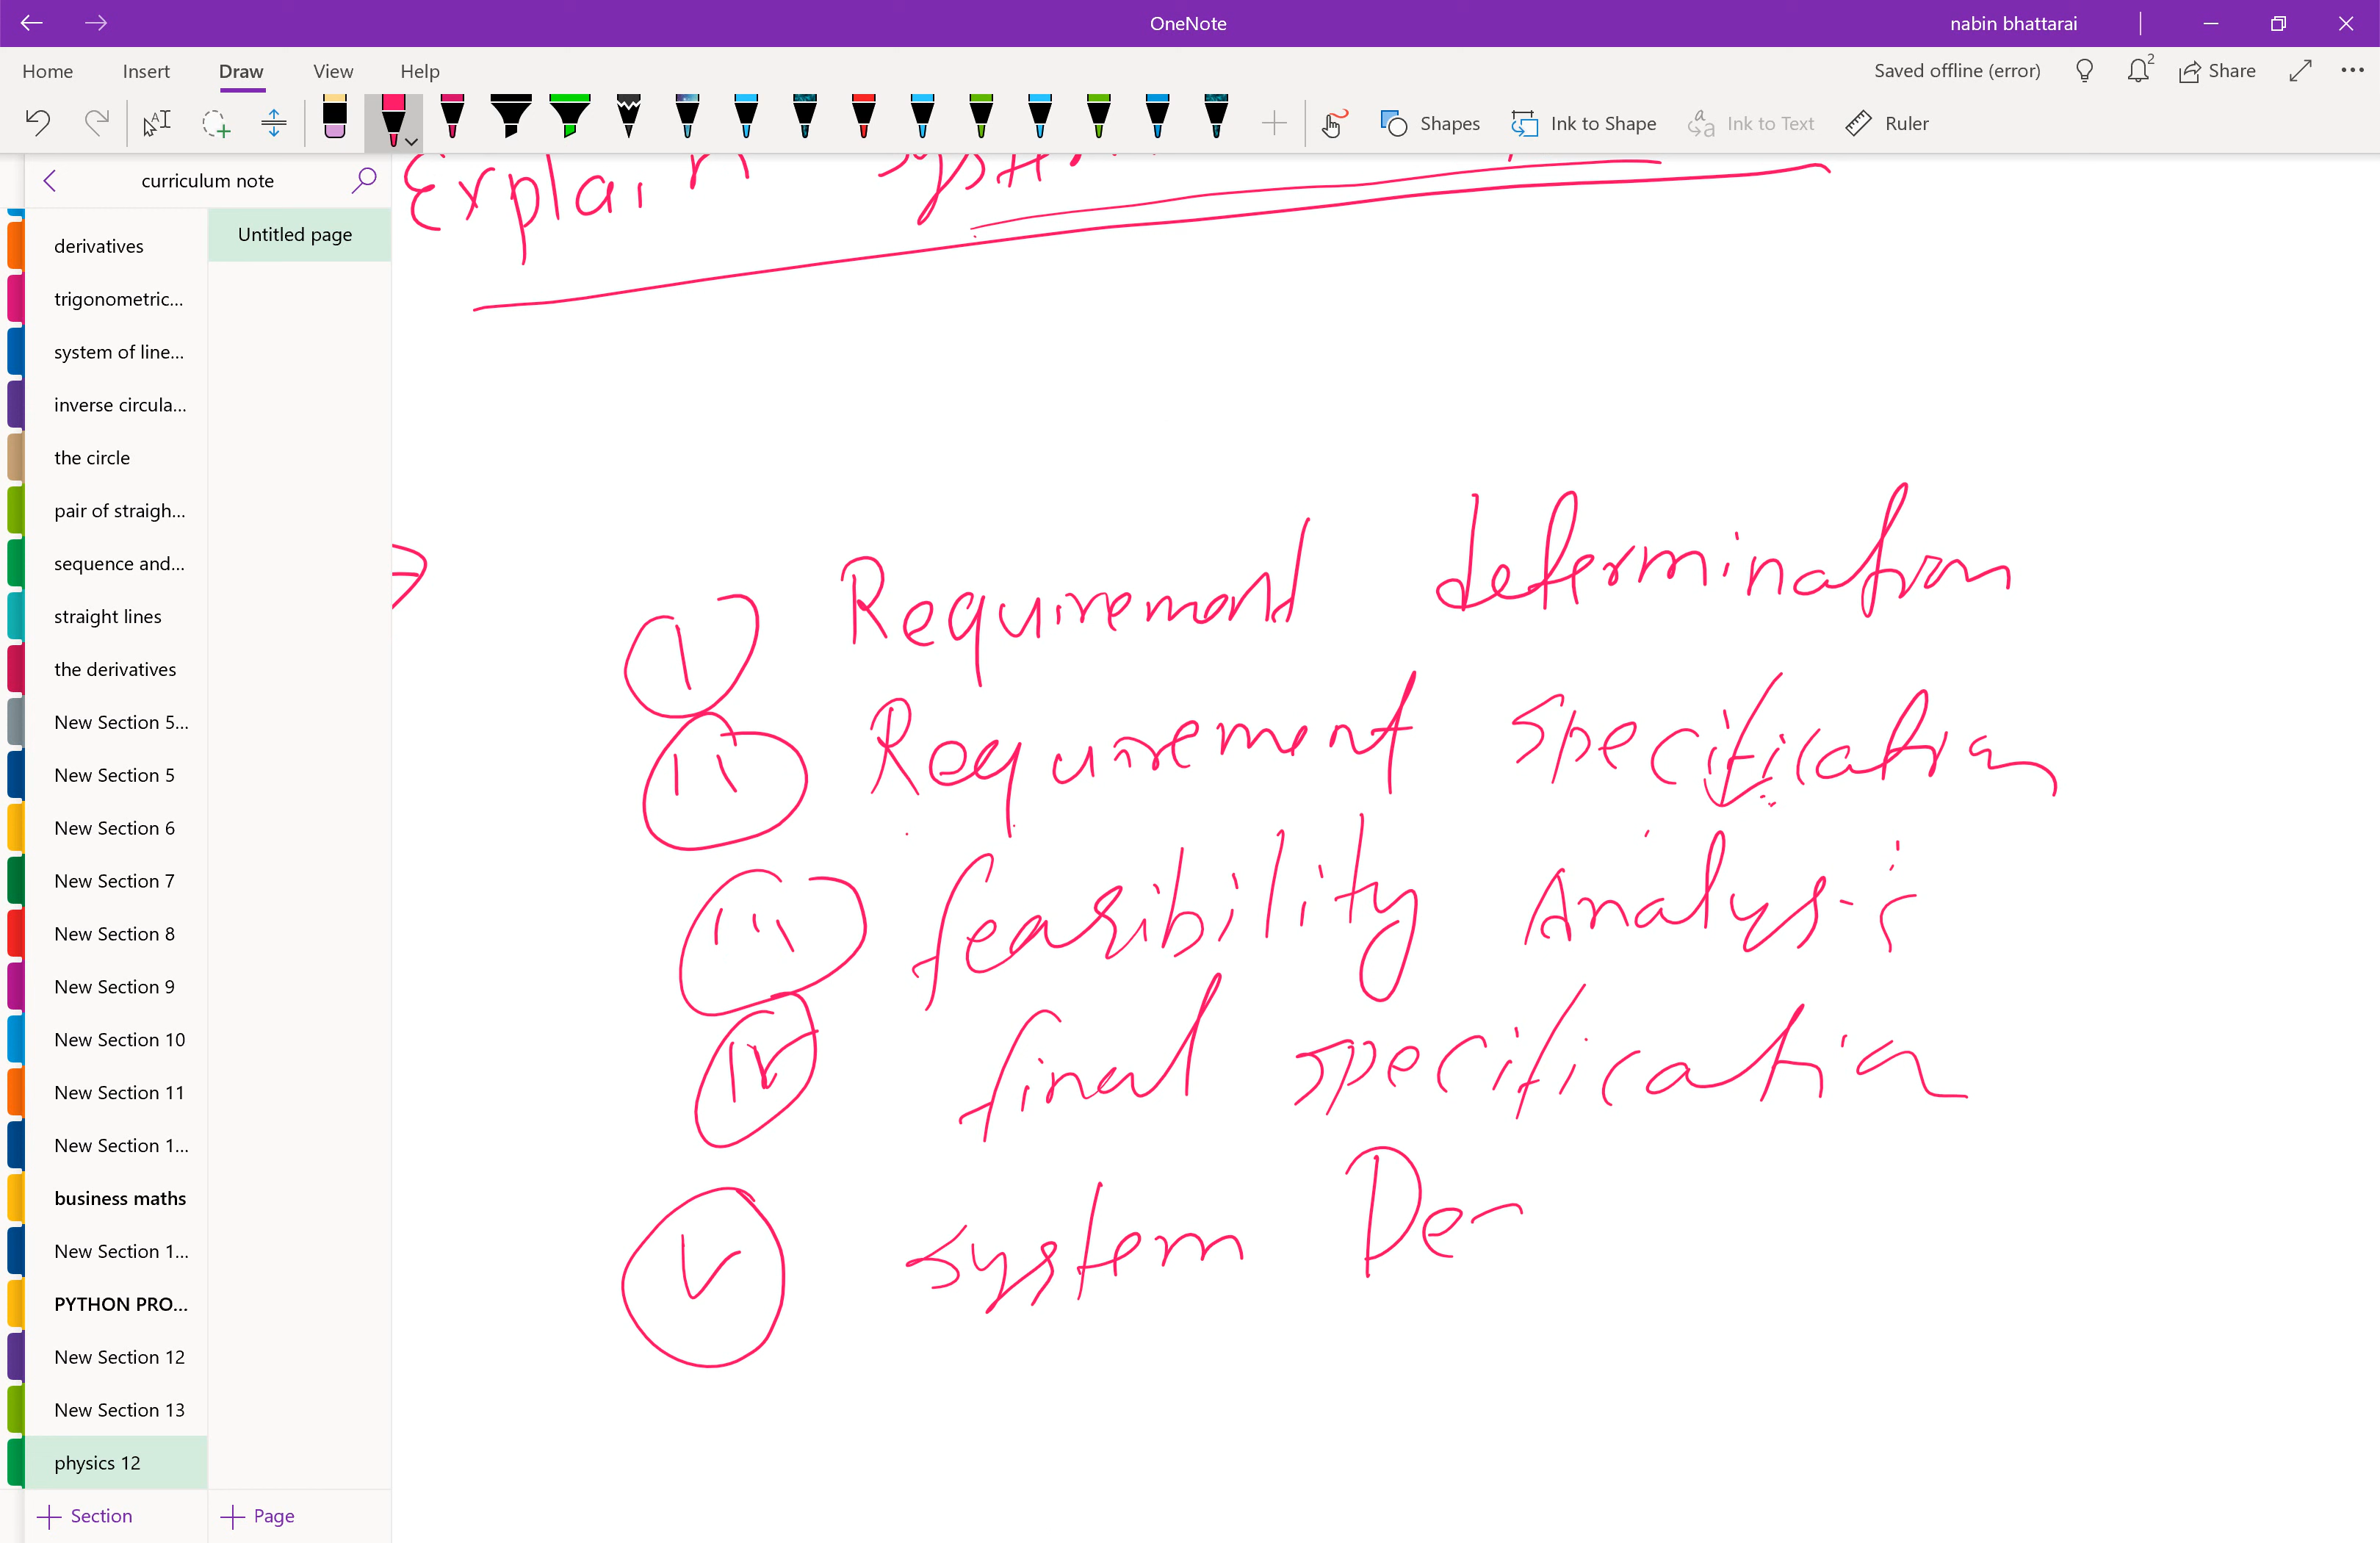 OneNote
nabin bhattarai
Home Insert Draw View Help
Saved offline (error) 2 Share
Shapes Ink to Shape Ink to Text Ruler
curriculum note
Untitled page
derivatives
trigonometric...
system of line...
inverse circula...
the circle
pair of straigh...
sequence and...
straight lines
the derivatives
New Section 5...
New Section 5
New Section 6
New Section 7
New Section 8
New Section 9
New Section 10
New Section 11
New Section 1...
business maths
New Section 1...
PYTHON PRO...
New Section 12
New Section 13
physics 12
Section
Page
Explain
i Requirement determination
ii Requirement specification
iii feasibility Analysis
iv final specification
v system De